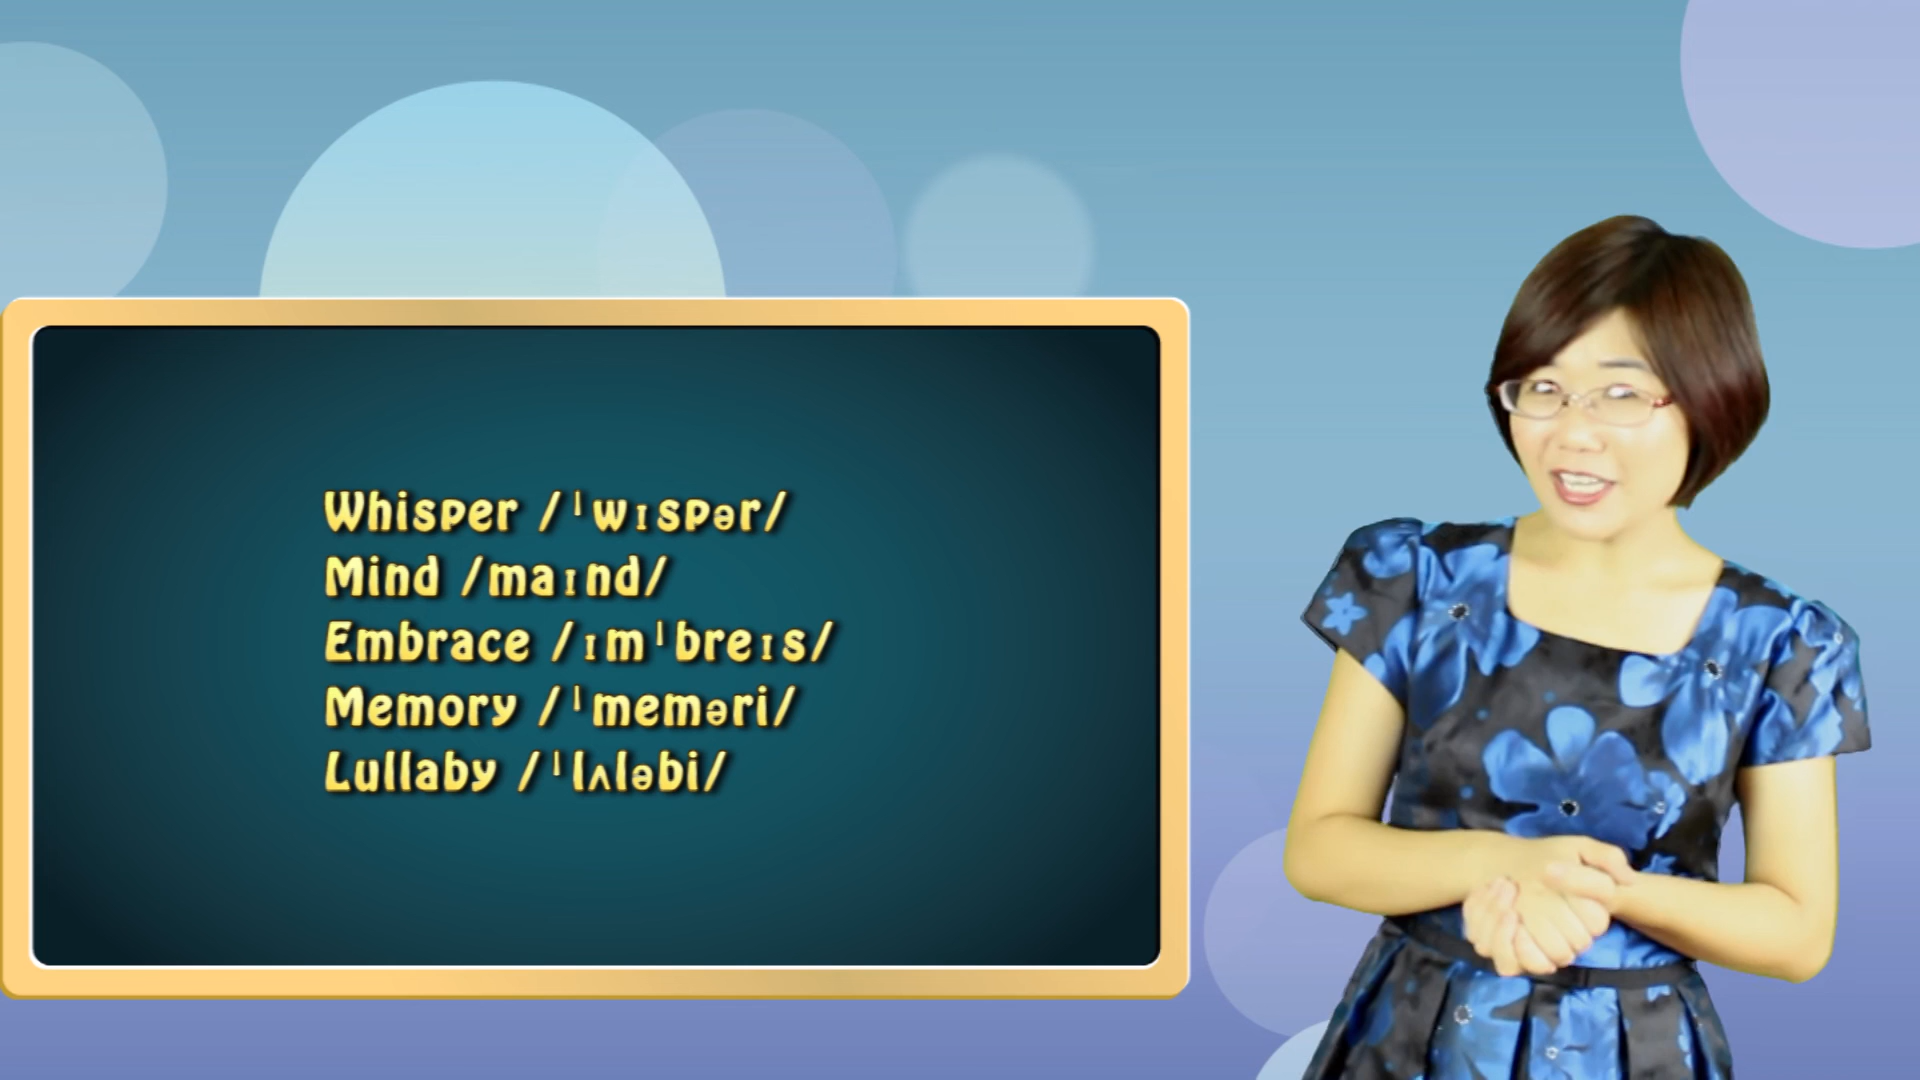 Whisper /ˈwɪspər/
Mind /maɪnd/
Embrace /ɪmˈbreɪs/
Memory /ˈmeməri/
Lullaby /ˈlʌləbi/